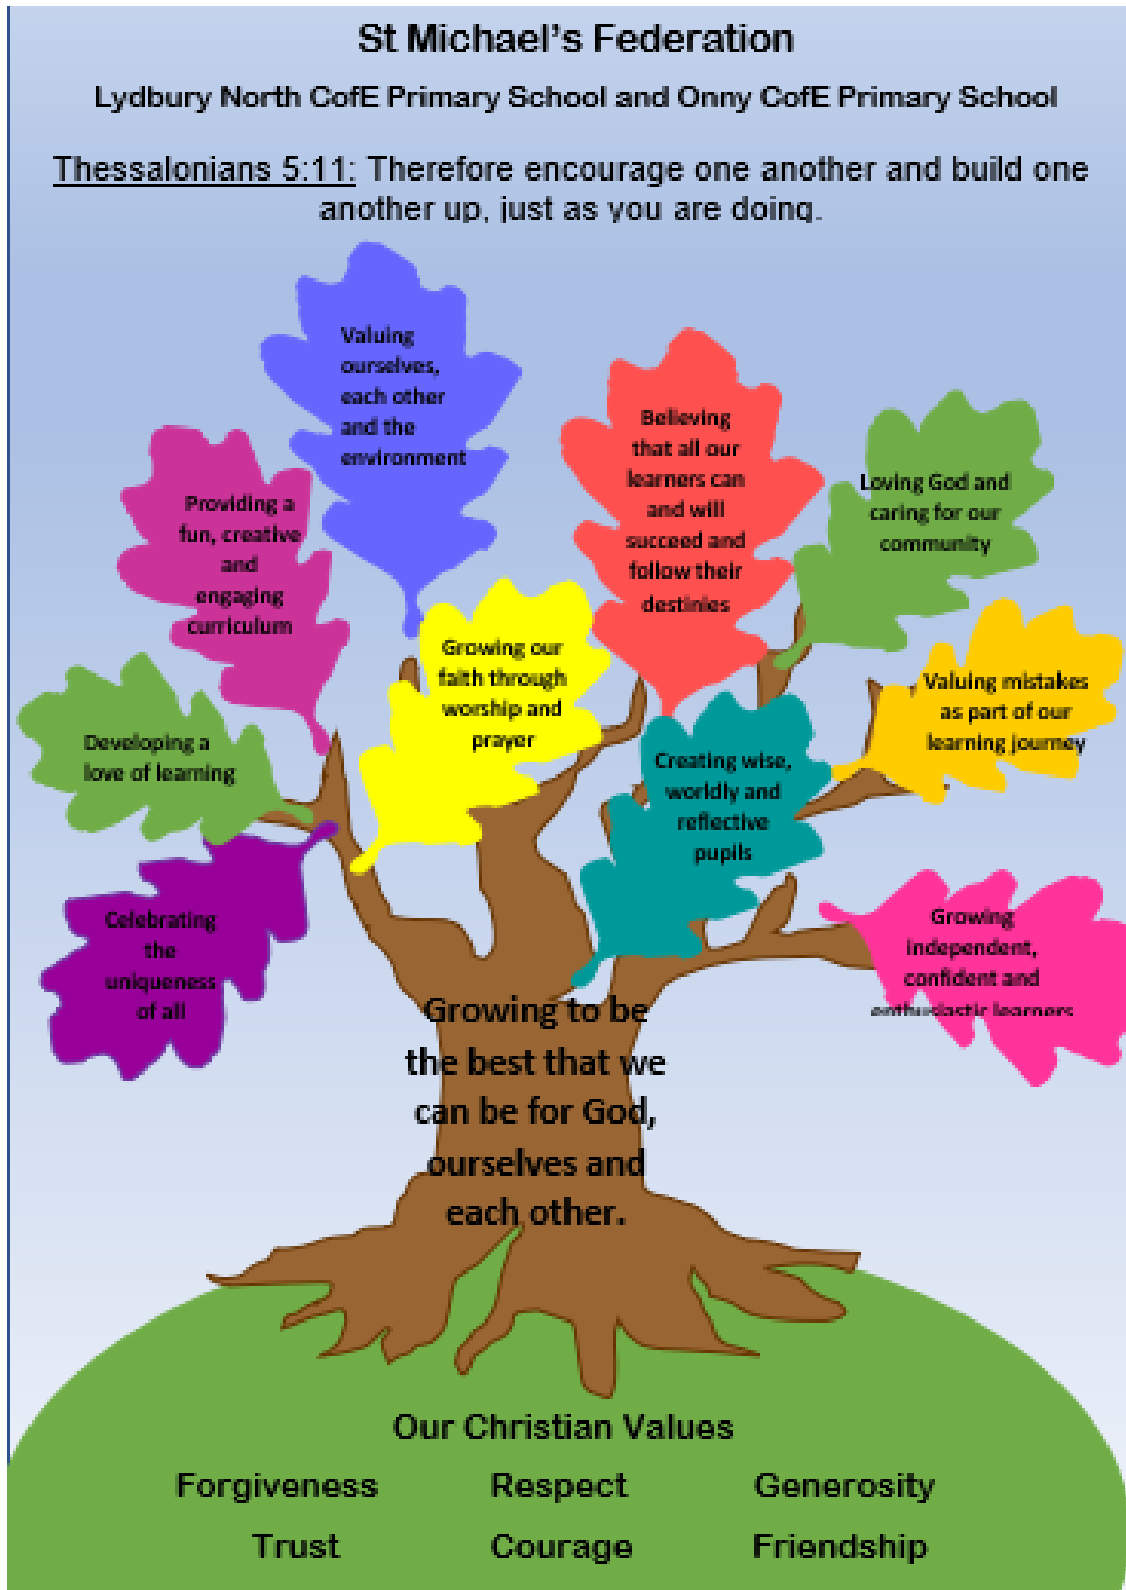 St Michael's Federation
Lydbury North CofE Primary School and Onny CofE Primary School
Thessalonians 5:11: Therefore encourage one another and build one
another up, just as you are doing.
Valuing
ourselves,
each other
and the
environment
Believing
that all our
learners can
and will
succeed and
follow their
destinies
Loving God and
caring for our
community
Providing a
fun, creative
and
engaging
curriculum
Growing our
faith through
worship and
prayer
Valuing mistakes
as part of our
learning journey
Developing a
love of learning
Creating wise,
worldly and
reflective
pupils
Celebrating
the
uniqueness
of all
Growing
independent,
confident and
enthusiastic learners
Growing to be
the best that we
can be for God,
ourselves and
each other.
Our Christian Values
Forgiveness Respect Generosity
Trust Courage Friendship